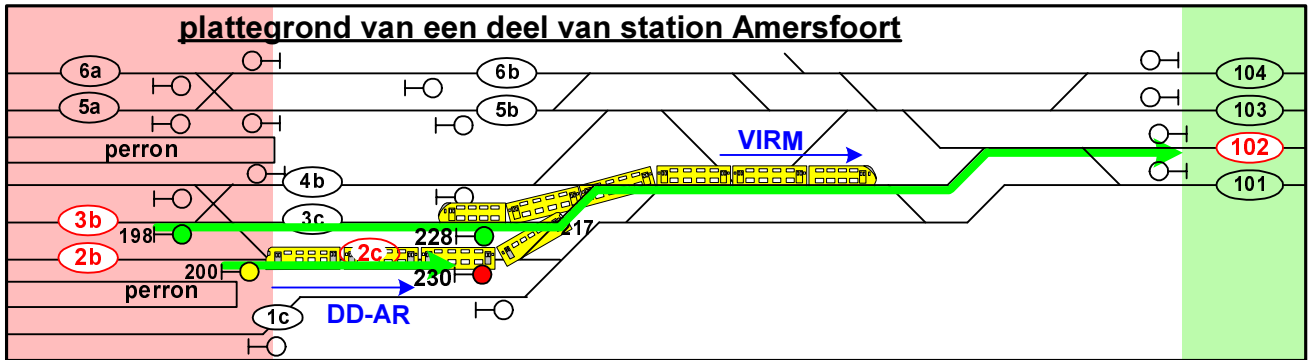 plattegrond van een deel van station Amersfoort
6a 6b 104
5a 5b 103
perron VIRM 102
4b 101
3b 3c
198 228 17
2b 2c
200 230
perron
DD-AR
1c